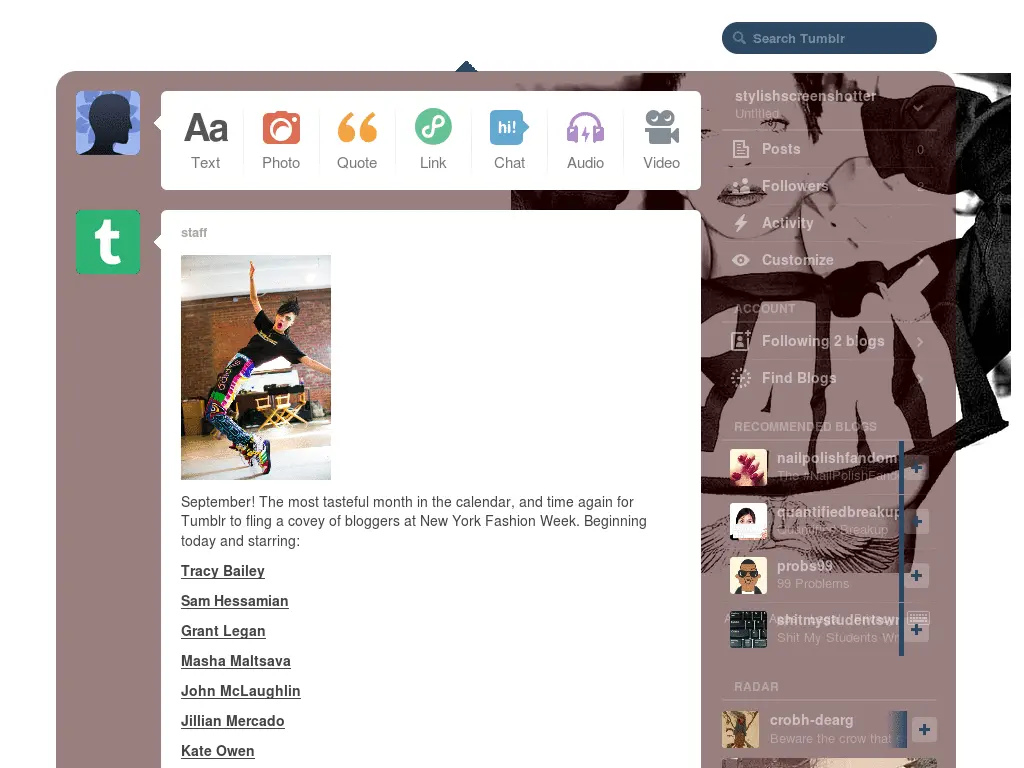 Search Tumblr
Aa
Text
Photo
Quote
Link
hi!
Chat
Audio
Video
stylishscreenshotter
Untitled
Posts 0
Followers 2
Activity
Customize
ACCOUNT
Following 2 blogs
Find Blogs
RECOMMENDED BLOGS
nailpolishfandom
The #NailPolishFand
quantifiedbreakup
Quantified Breakup
probs99
99 Problems
shitmystudentswr
Shit My Students Wr
RADAR
crobh-dearg
Beware the crow that
t
staff
September! The most tasteful month in the calendar, and time again for
Tumblr to fling a covey of bloggers at New York Fashion Week. Beginning
today and starring:
Tracy Bailey
Sam Hessamian
Grant Legan
Masha Maltsava
John McLaughlin
Jillian Mercado
Kate Owen